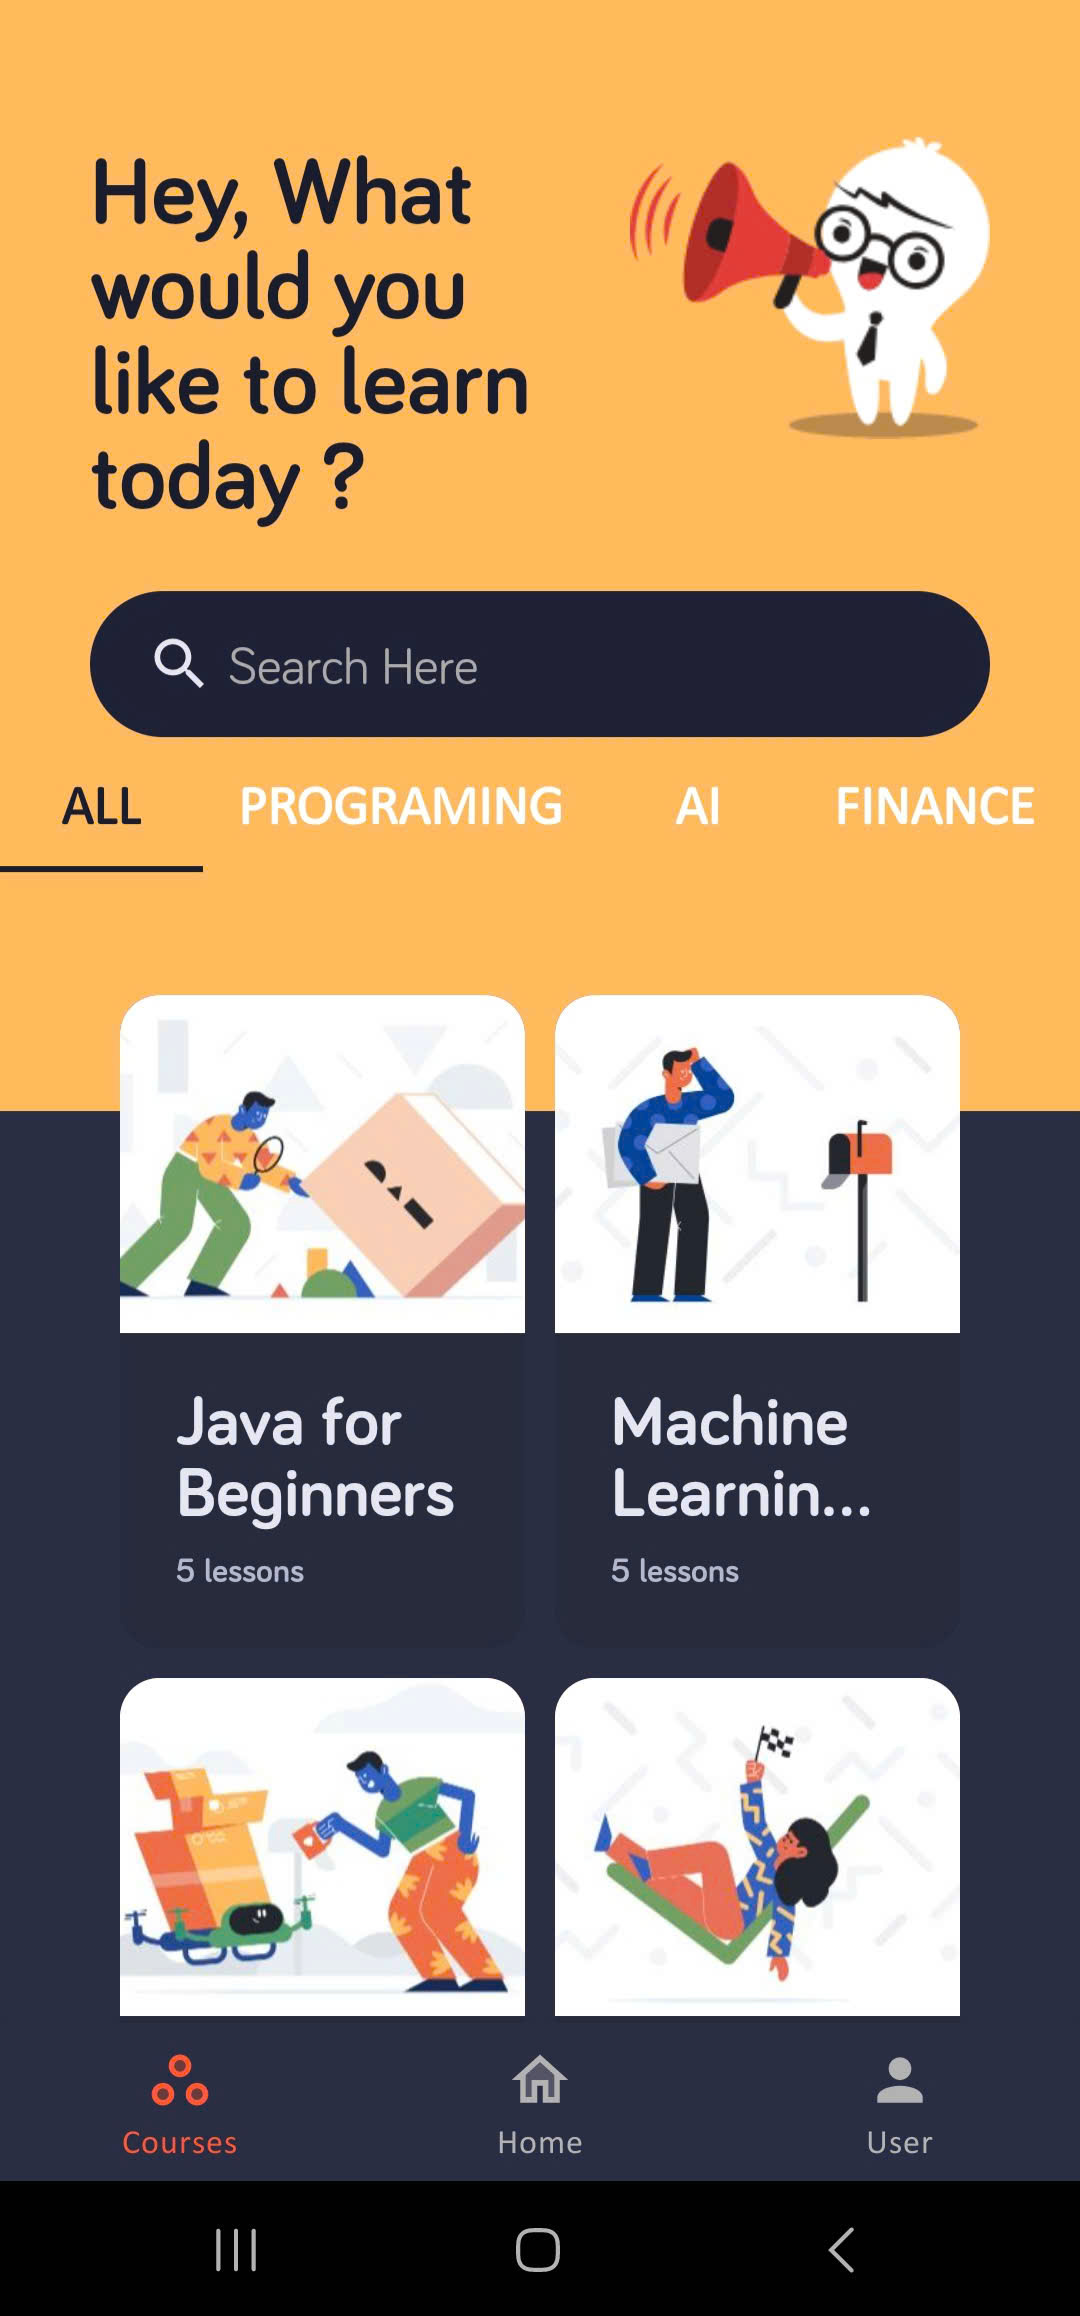 Hey, What
would you
like to learn
today ?
Search Here
ALL PROGRAMING AI FINANCE
Java for
Beginners
5 lessons
Machine
Learnin...
5 lessons
Courses Home User